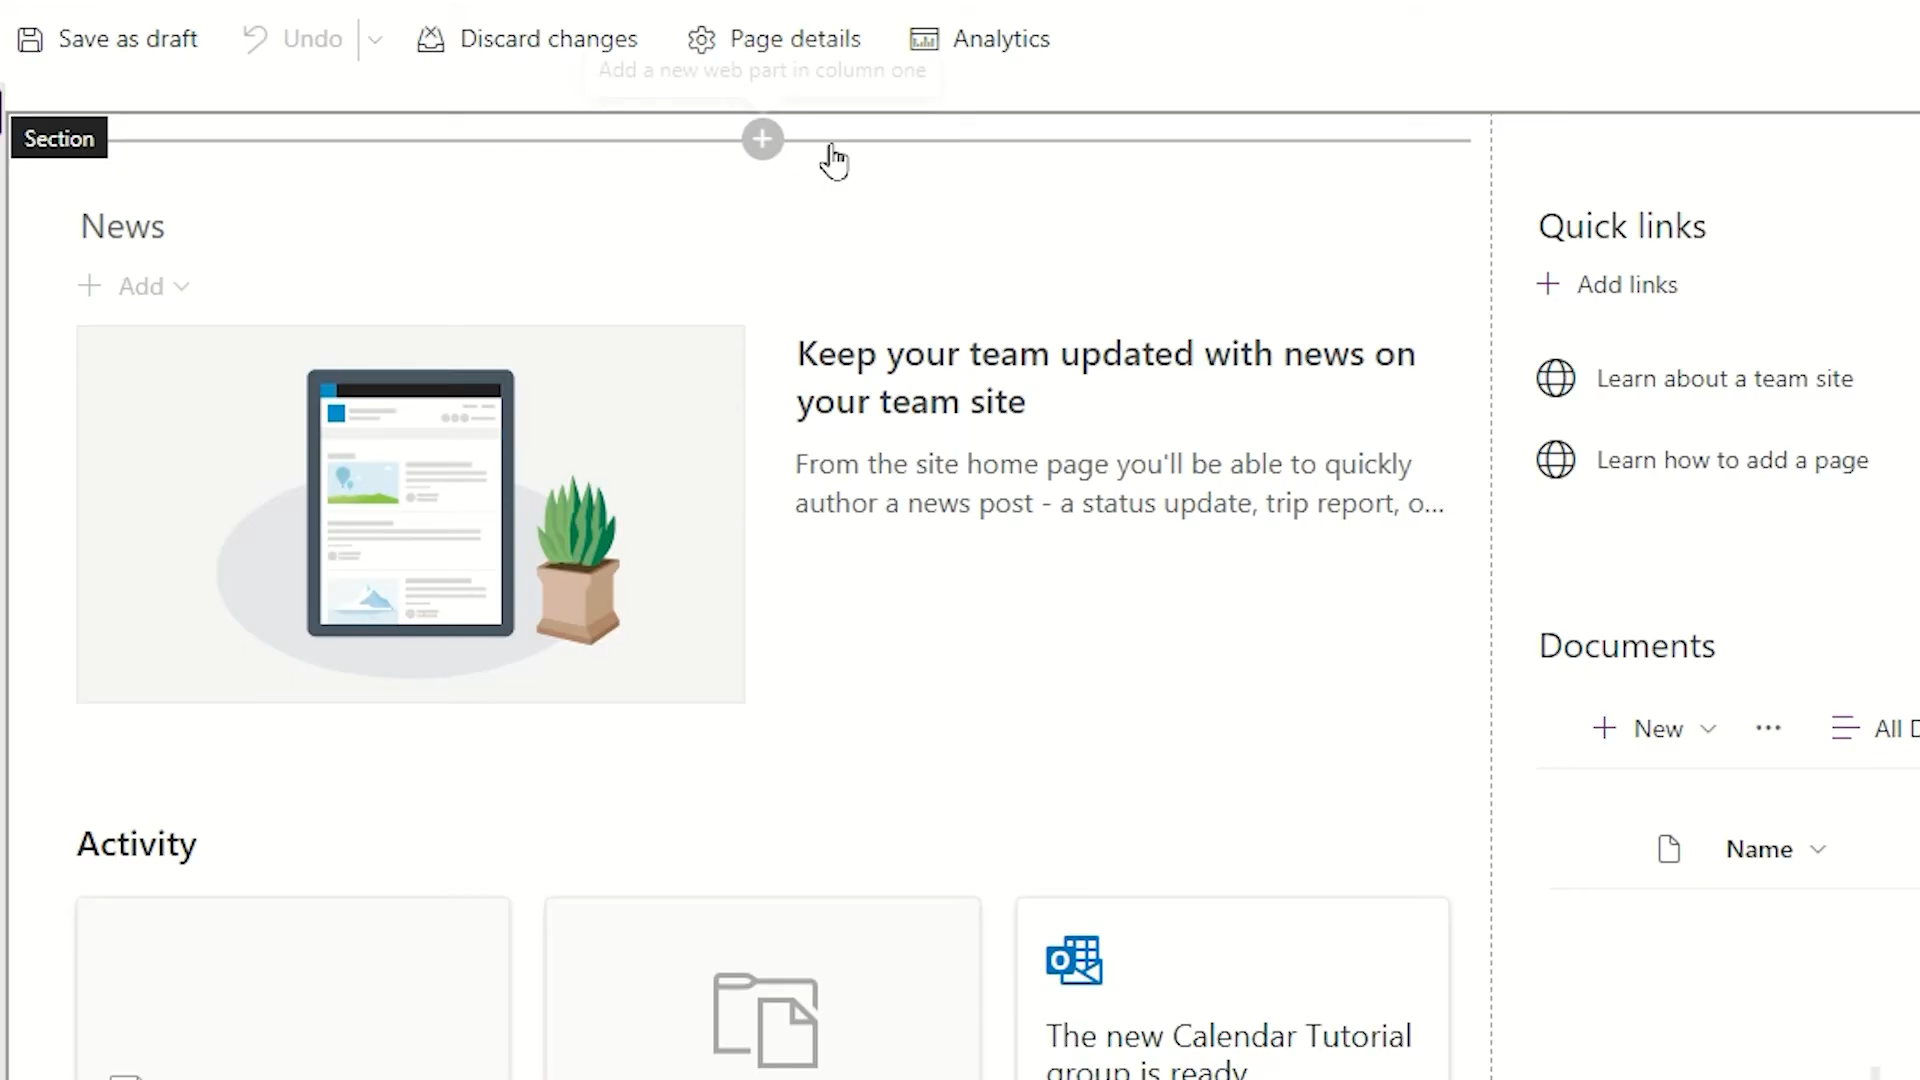 Save as draft
Undo
Discard changes
Page details
Analytics
Add a new web part in column one
Section
News
Add
Keep your team updated with news on
your team site
From the site home page you'll be able to quickly
author a news post - a status update, trip report, o...
Quick links
Add links
Learn about a team site
Learn how to add a page
Documents
New
All D
Name
Activity
The new Calendar Tutorial
group is ready